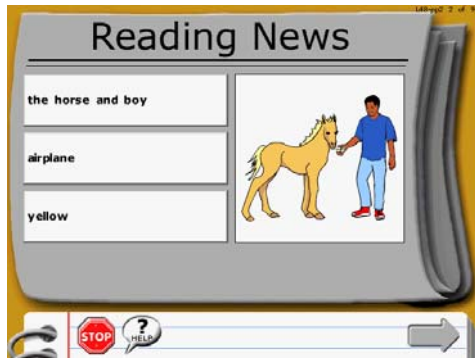 Reading News
the horse and boy
airplane
yellow
STOP
?
HELP